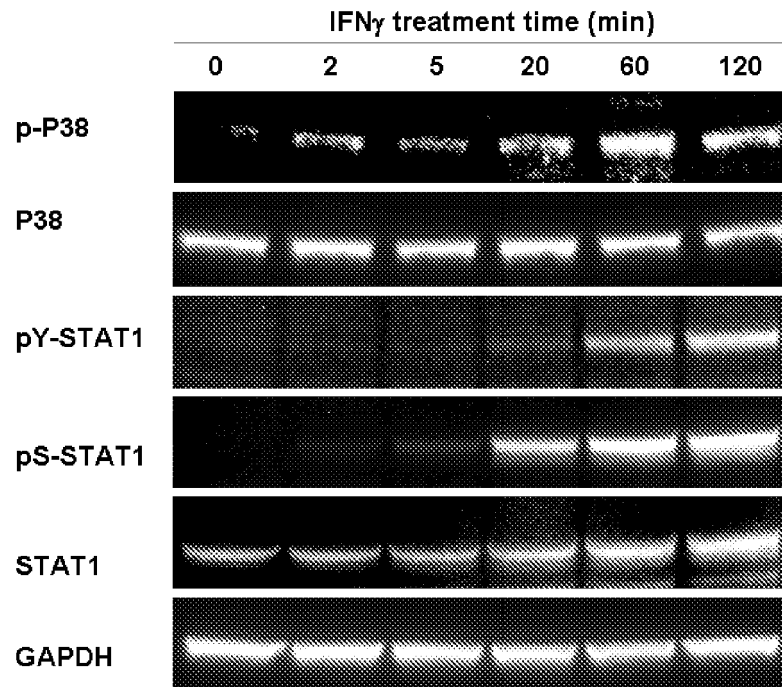 IFNγ treatment time (min)
0 2 5 20 60 120
p-P38
P38
pY-STAT1
pS-STAT1
STAT1
GAPDH